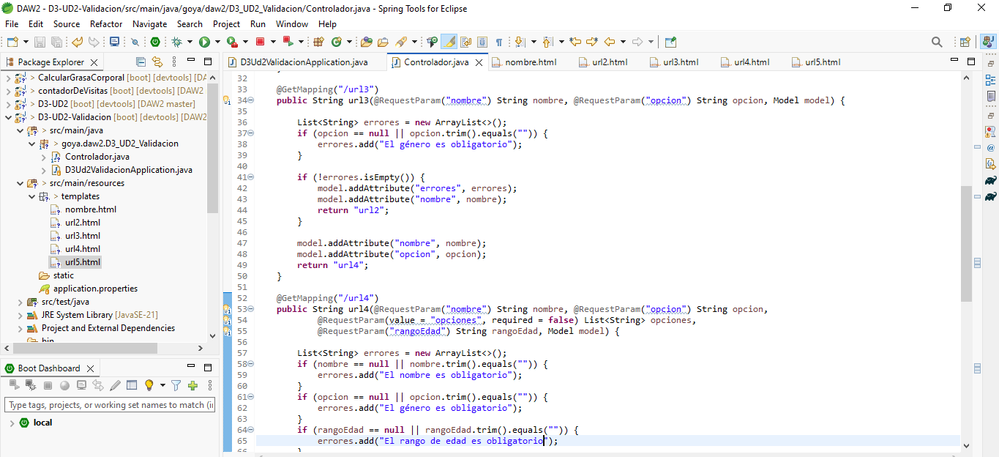 DAW2 - D3-UD2-Validacion/src/main/java/goya/daw2/D3_UD2_Validacion/Controlador.java - Spring Tools for Eclipse
File Edit Source Refactor Navigate Search Project Run Window Help
Package Explorer
D3Ud2ValidacionApplication.java Controlador.java nombre.html url2.html url3.html url4.html url5.html
> CalcularGrasaCorporal [boot] [devtools] [DA
> contadorDeVisitas [boot] [devtools] [DAW2
> D3-UD2 [boot] [devtools] [DAW2 master]
> D3-UD2-Validacion [boot] [devtools] [DAW2
> src/main/java
> goya.daw2.D3_UD2_Validacion
Controlador.java
D3Ud2ValidacionApplication.java
> src/main/resources
> templates
nombre.html
url2.html
url3.html
url4.html
url5.html
static
application.properties
src/test/java
JRE System Library [JavaSE-21]
Project and External Dependencies
bin
Boot Dashboard
Type tags, projects, or working set names to match (i
local
32
33 @GetMapping("/url3")
34 public String url3(@RequestParam("nombre") String nombre, @RequestParam("opcion") String opcion, Model model) {
35
36 List<String> errores = new ArrayList<>();
37 if (opcion == null || opcion.trim().equals("")) {
38 errores.add("El género es obligatorio");
39 }
40
41 if (!errores.isEmpty()) {
42 model.addAttribute("errores", errores);
43 model.addAttribute("nombre", nombre);
44 return "url2";
45 }
46
47 model.addAttribute("nombre", nombre);
48 model.addAttribute("opcion", opcion);
49 return "url4";
50 }
51
52 @GetMapping("/url4")
53 public String url4(@RequestParam("nombre") String nombre, @RequestParam("opcion") String opcion,
54 @RequestParam(value = "opciones", required = false) List<String> opciones,
55 @RequestParam("rangoEdad") String rangoEdad, Model model) {
56
57 List<String> errores = new ArrayList<>();
58 if (nombre == null || nombre.trim().equals("")) {
59 errores.add("El nombre es obligatorio");
60 }
61 if (opcion == null || opcion.trim().equals("")) {
62 errores.add("El género es obligatorio");
63 }
64 if (rangoEdad == null || rangoEdad.trim().equals("")) {
65 errores.add("El rango de edad es obligatorio");
66 }